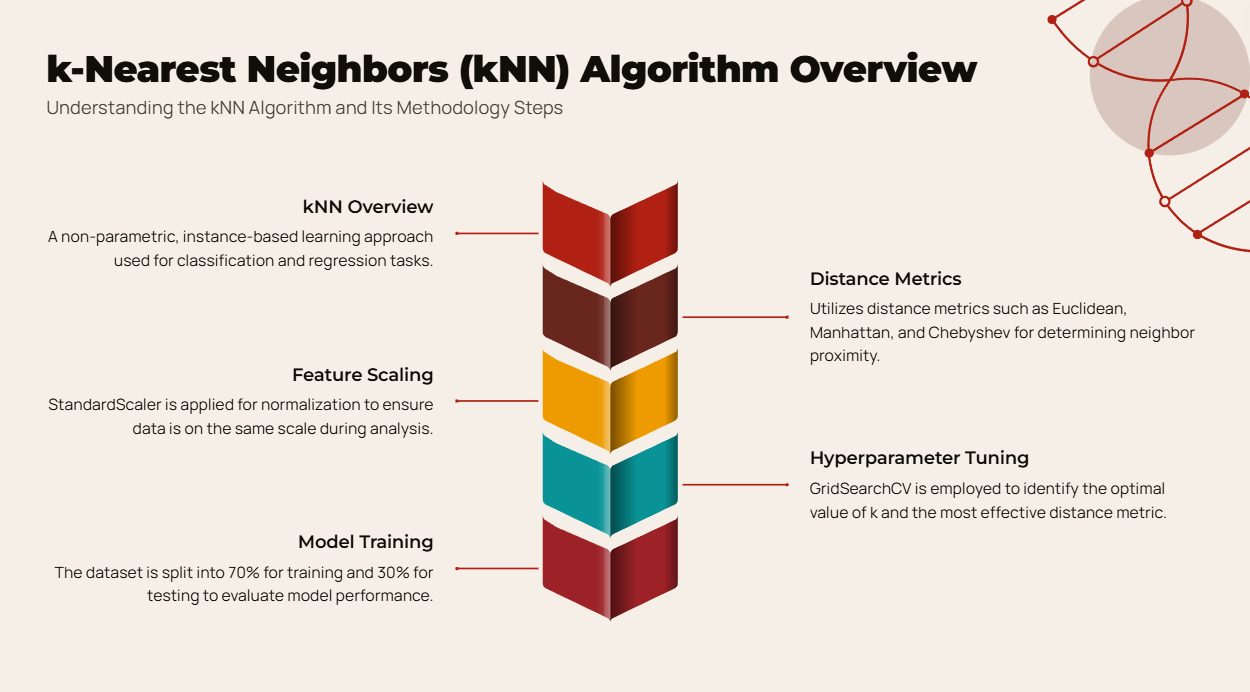 k-Nearest Neighbors (kNN) Algorithm Overview
Understanding the kNN Algorithm and Its Methodology Steps
kNN Overview
A non-parametric, instance-based learning approach
used for classification and regression tasks.
Distance Metrics
Utilizes distance metrics such as Euclidean,
Manhattan, and Chebyshev for determining neighbor
proximity.
Feature Scaling
StandardScaler is applied for normalization to ensure
data is on the same scale during analysis.
Hyperparameter Tuning
GridSearchCV is employed to identify the optimal
value of k and the most effective distance metric.
Model Training
The dataset is split into 70% for training and 30% for
testing to evaluate model performance.